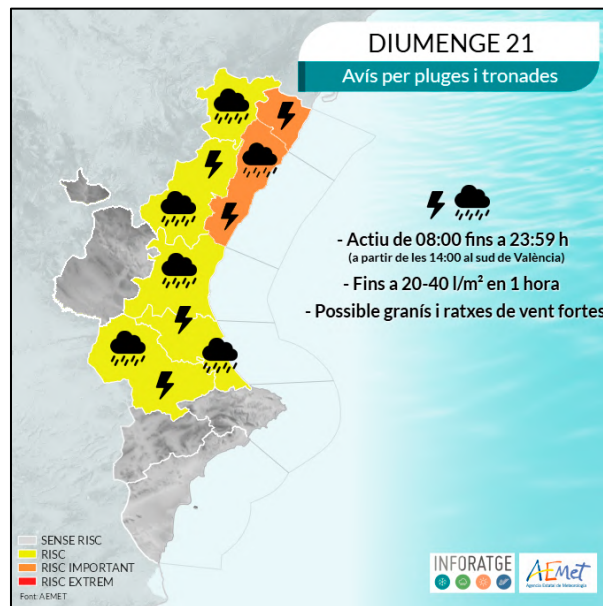 DIUMENGE 21
Avís per pluges i tronades
- Actiu de 08:00 fins a 23:59 h
(a partir de les 14:00 al sud de València)
- Fins a 20-40 l/m² en 1 hora
- Possible granís i ratxes de vent fortes
SENSE RISC
RISC
RISC IMPORTANT
RISC EXTREM
Font: AEMET
INFORATGE
AEMet
Agencia Estatal de Meteorología